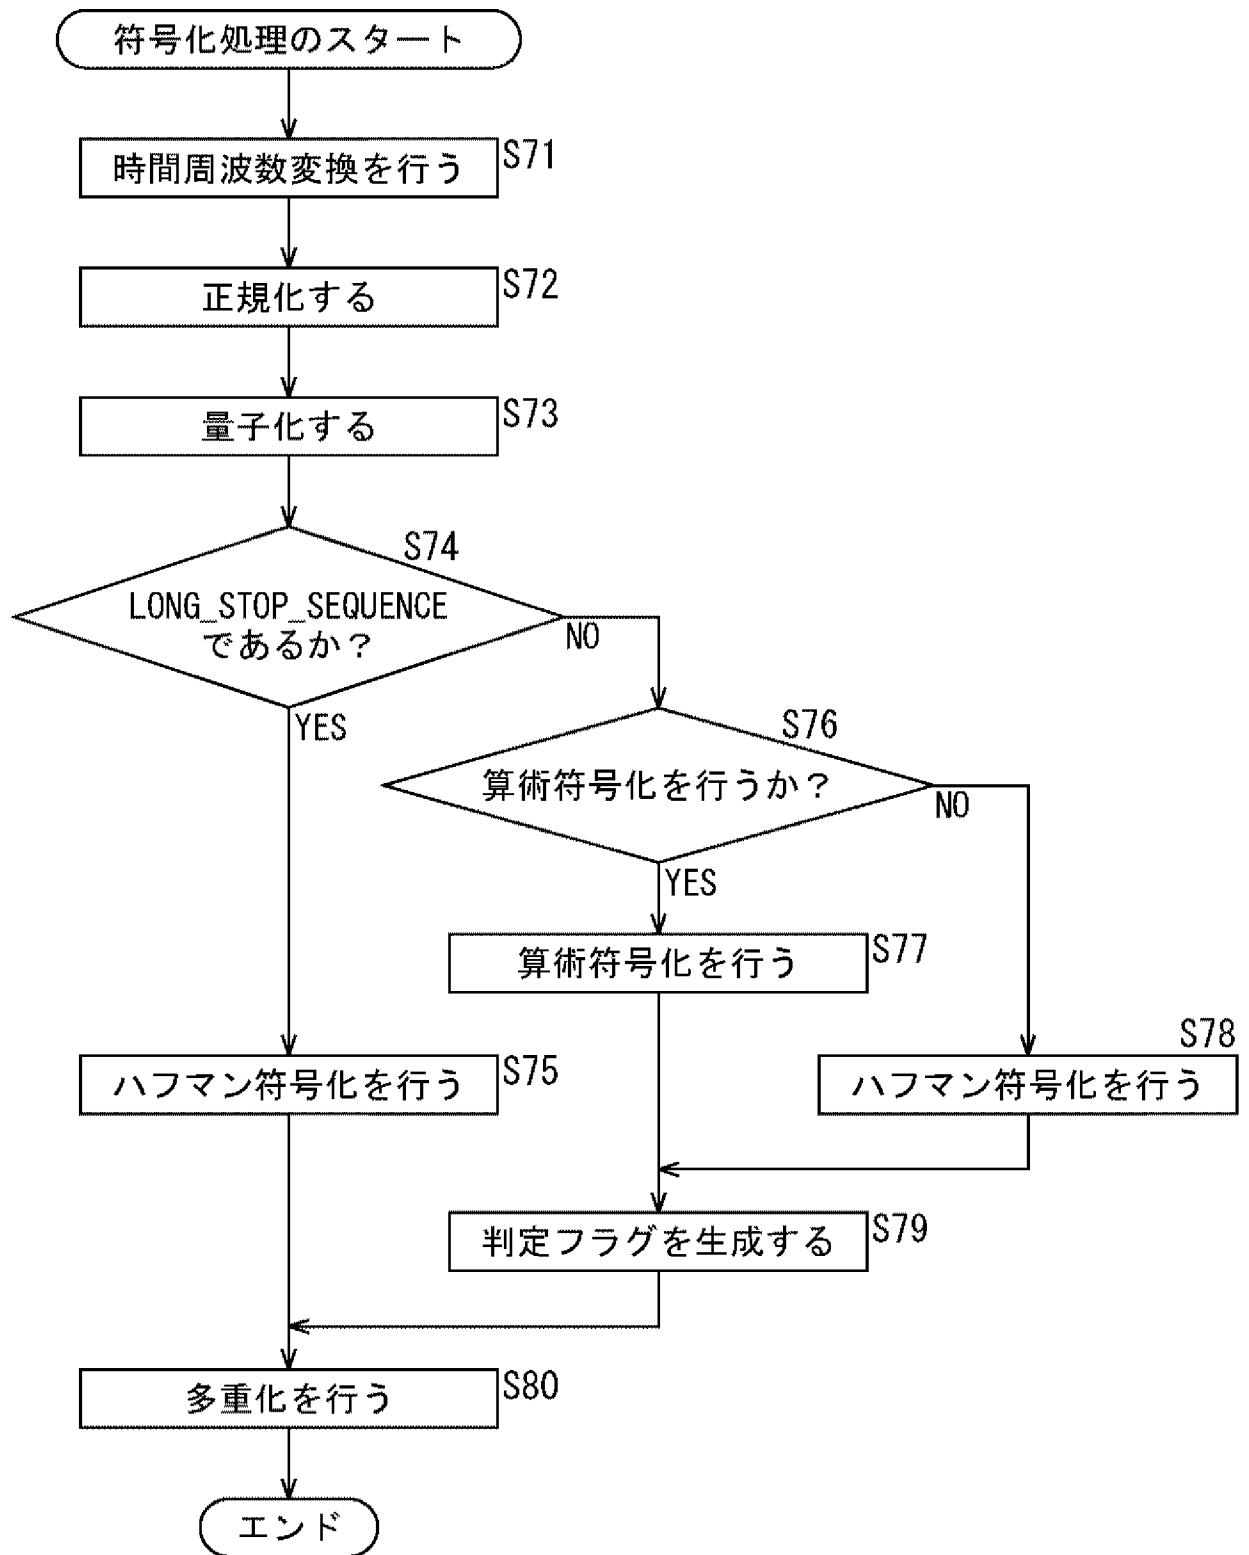 符号化処理のスタート
時間周波数変換を行う
S71
正規化する
S72
量子化する
S73
S74
LONG_STOP_SEQUENCE
であるか？
NO
YES
S76
算術符号化を行うか？
NO
YES
算術符号化を行う
S77
ハフマン符号化を行う
S75
S78
ハフマン符号化を行う
判定フラグを生成する
S79
多重化を行う
S80
エンド